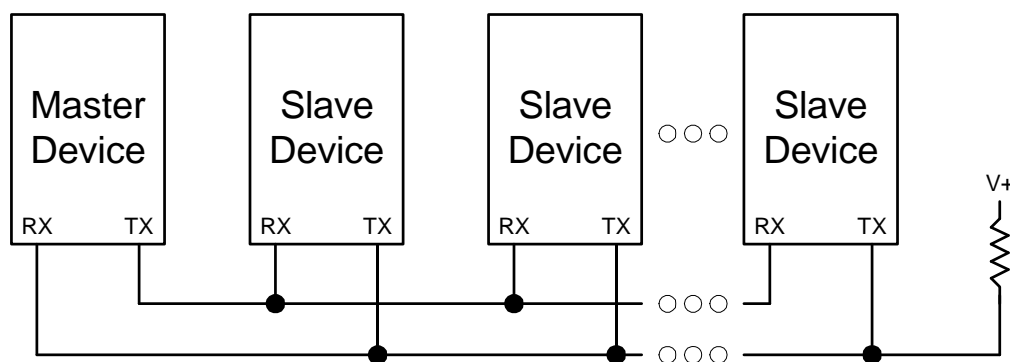 Master
Device
Slave
Device
Slave
Device
Slave
Device
RX TX
RX TX
RX TX
RX TX
V+